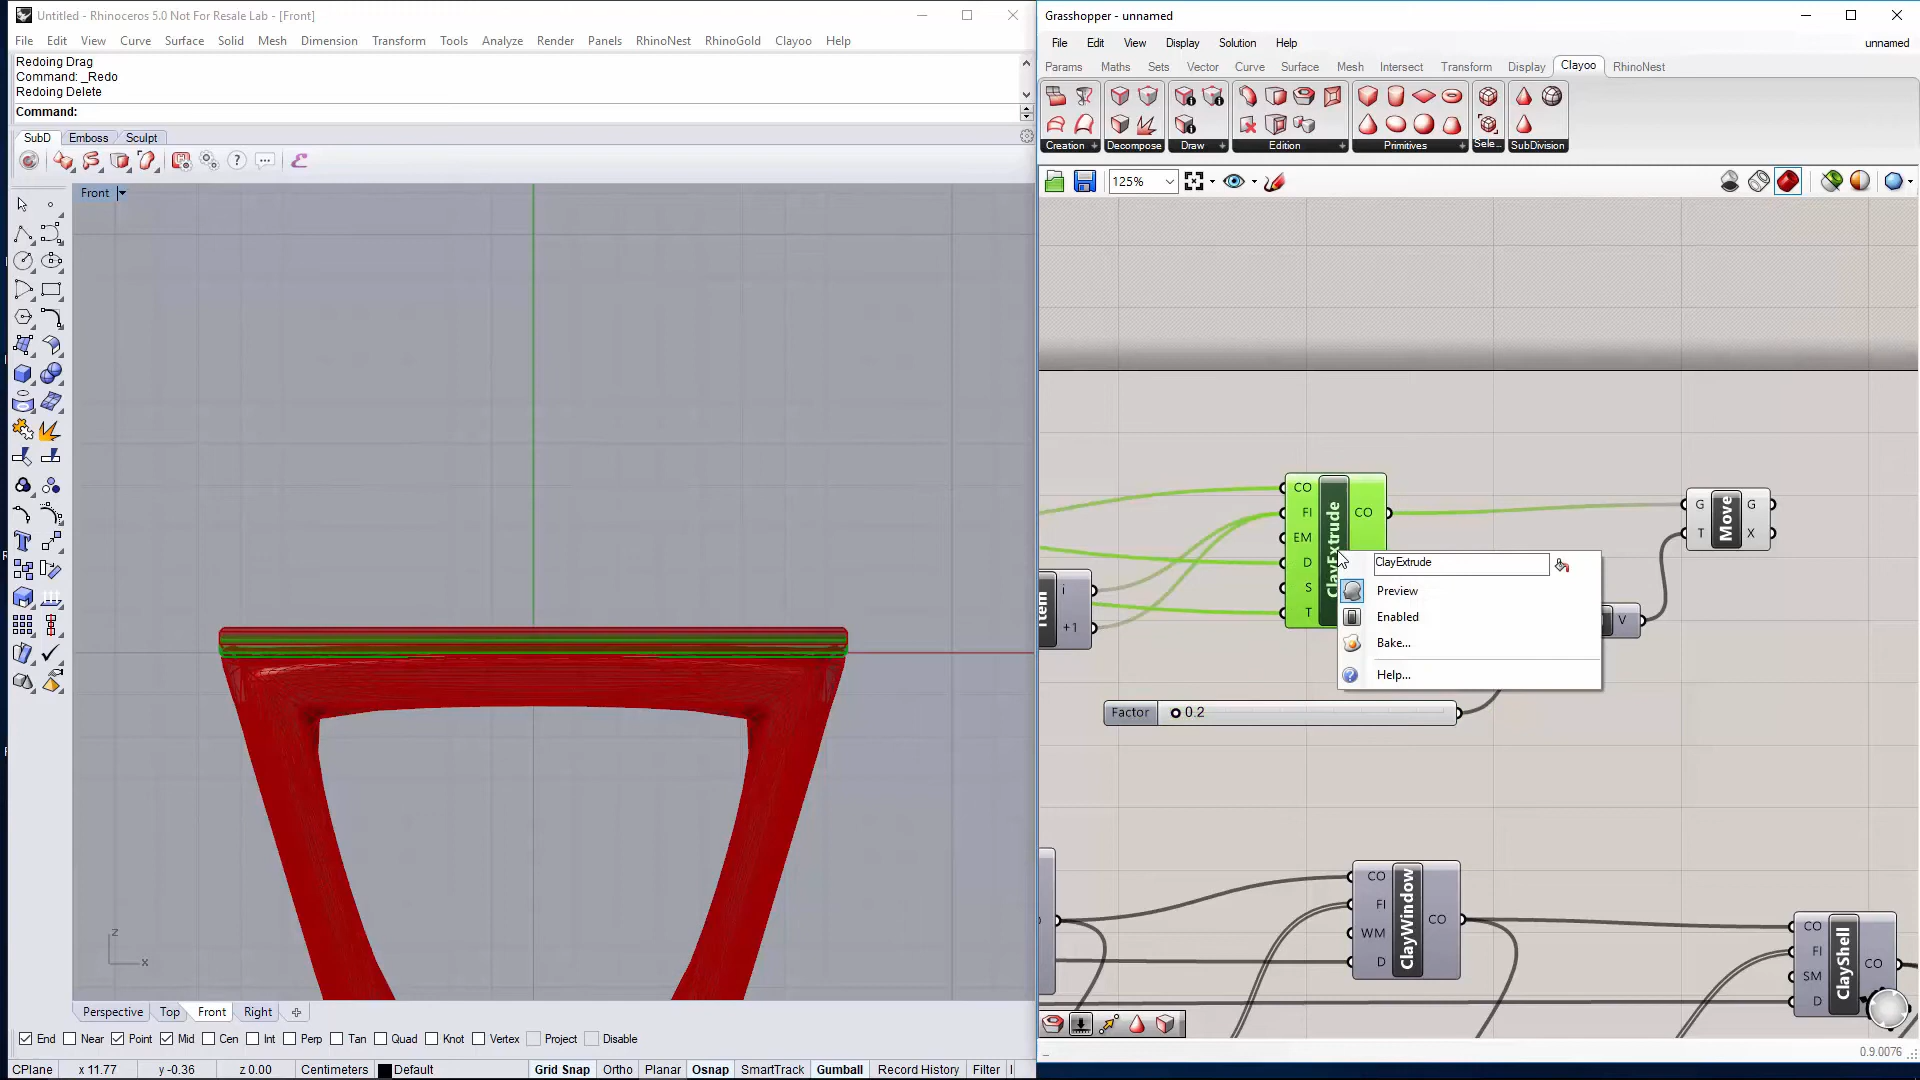 Untitled - Rhinoceros 5.0 Not For Resale Lab - [Front]
File Edit View Curve Surface Solid Mesh Dimension Transform Tools Analyze Render Panels RhinoNest RhinoGold Clayoo Help
Redoing Drag
Command: _Redo
Redoing Delete
Command:
SubD Emboss Sculpt
Front
z
x
Perspective Top Front Right
End Near Point Mid Cen Int Perp Tan Quad Knot Vertex Project Disable
CPlane x 11.77 y -0.36 z 0.00 Centimeters Default Grid Snap Ortho Planar Osnap SmartTrack Gumball Record History Filter
Grasshopper - unnamed
File Edit View Display Solution Help unnamed
Params Maths Sets Vector Curve Surface Mesh Intersect Transform Display Clayoo RhinoNest
Creation Decompose Draw Edition Primitives Sele... SubDivision
125%
CO FI EM D S T ClayExtrude CO
G T Move G X
Item i +1
ClayExtrude
Preview
Enabled
Bake...
Help...
V
Factor 0.2
CO FI WM D ClayWindow CO
CO FI SM D ClayShell CO
0.9.0076